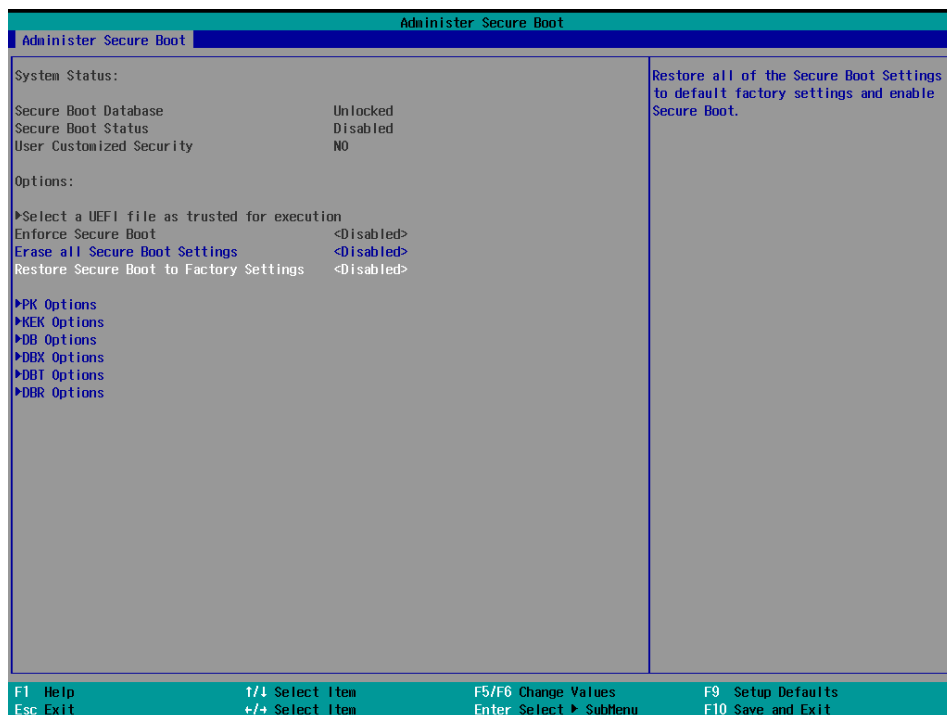 Administer Secure Boot
Administer Secure Boot
System Status:
Secure Boot Database Unlocked
Secure Boot Status Disabled
User Customized Security NO
Options:
▶Select a UEFI file as trusted for execution
Enforce Secure Boot <Disabled>
Erase all Secure Boot Settings <Disabled>
Restore Secure Boot to Factory Settings <Disabled>
▶PK Options
▶KEK Options
▶DB Options
▶DBX Options
▶DBT Options
▶DBR Options
Restore all of the Secure Boot Settings
to default factory settings and enable
Secure Boot.
F1 Help ↑/↓ Select Item F5/F6 Change Values F9 Setup Defaults
Esc Exit ←/→ Select Item Enter Select ▶ SubMenu F10 Save and Exit